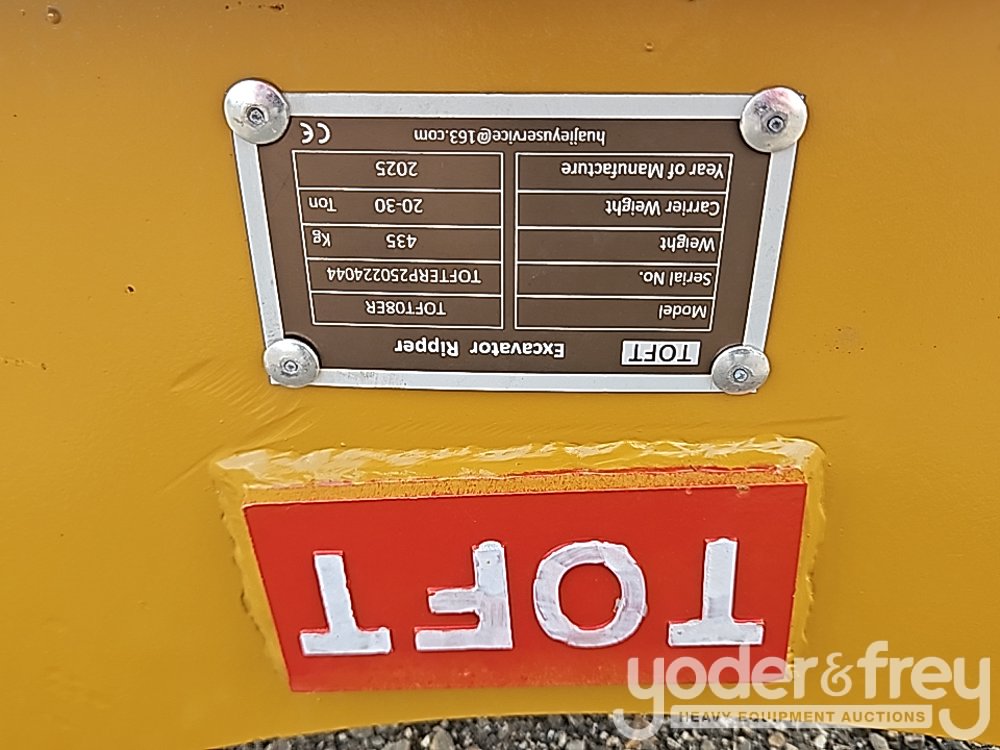 TOFT
TOFT Excavator Ripper
Model TOFT08ER
Serial No. TOFTERP250224044
Weight 435 Kg
Carrier Weight 20-30 Ton
Year of Manufacture 2025
huajieyuservice@163.com CE
yoder&frey
HEAVY EQUIPMENT AUCTIONS